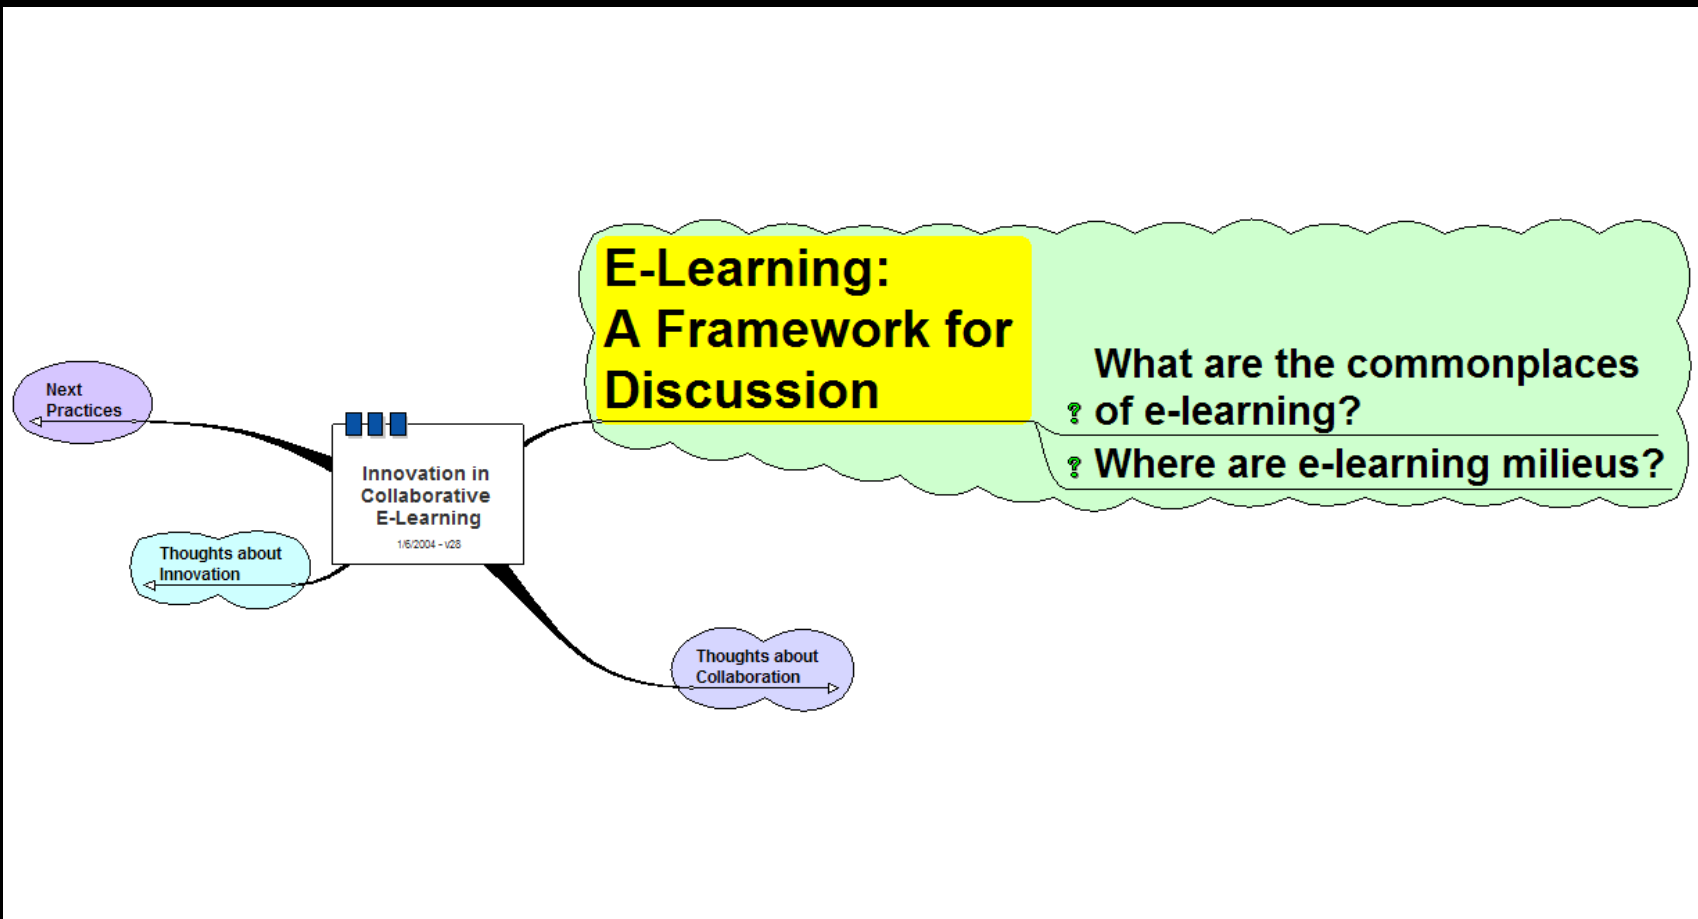 E-Learning:
A Framework for
Discussion
What are the commonplaces
? of e-learning?
? Where are e-learning milieus?
Next
Practices
Innovation in
Collaborative
E-Learning
1/6/2004 - v28
Thoughts about
Innovation
Thoughts about
Collaboration